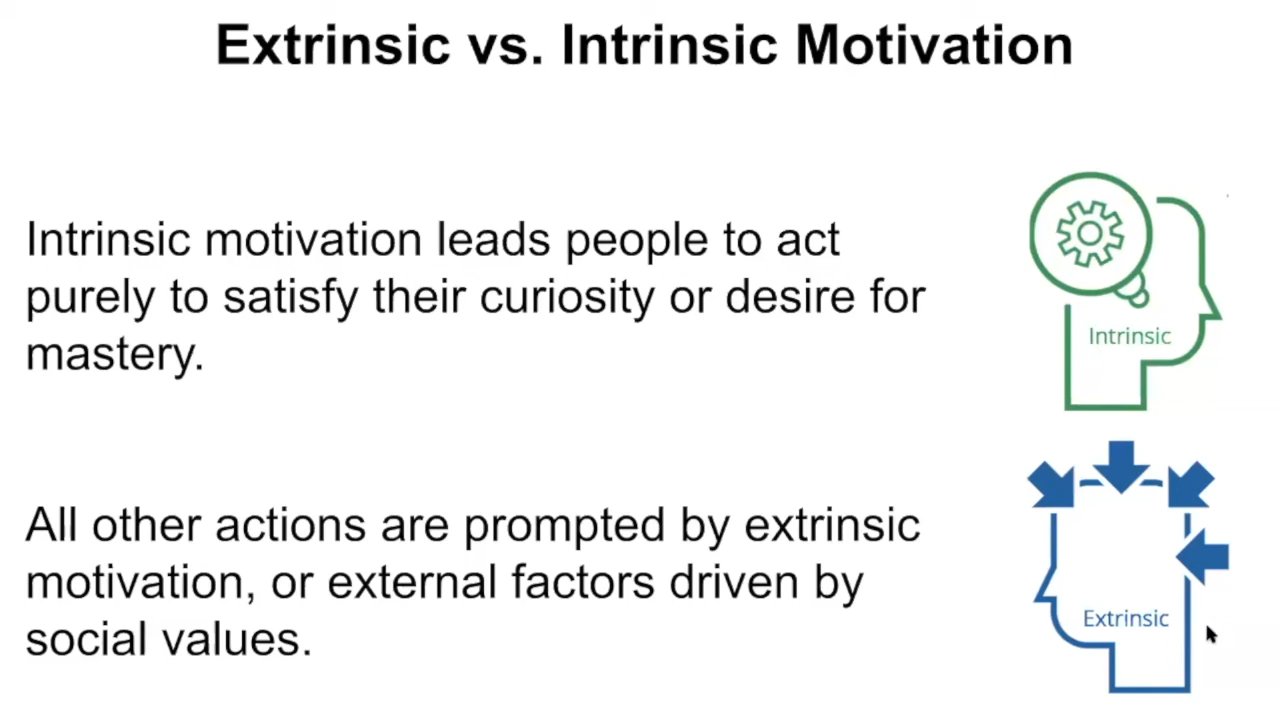 Extrinsic vs. Intrinsic Motivation
Intrinsic motivation leads people to act
purely to satisfy their curiosity or desire for
mastery.
Intrinsic
All other actions are prompted by extrinsic
motivation, or external factors driven by
social values.
Extrinsic